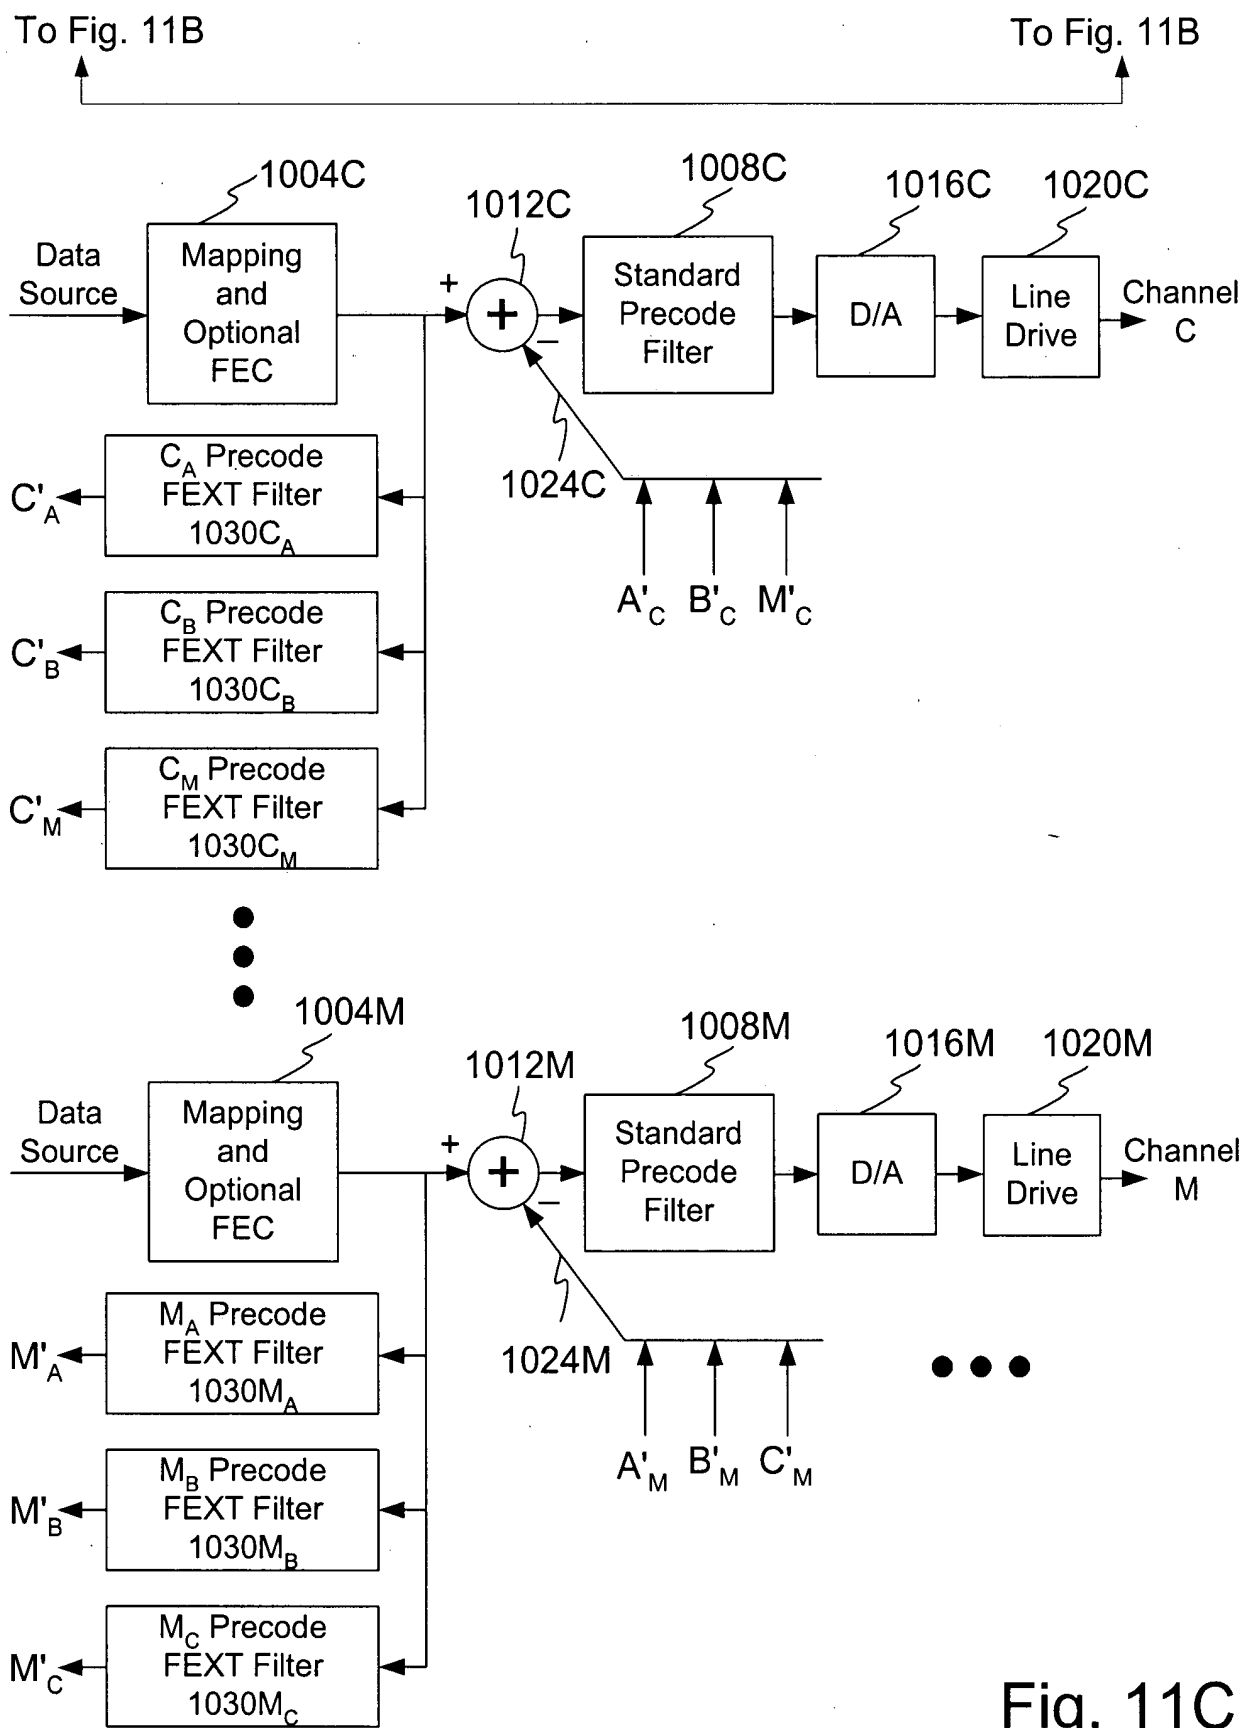 To Fig. 11B
To Fig. 11B
1004C
1012C
1008C
1016C
1020C
Data
Source
Mapping
and
Optional
FEC
+
+
−
Standard
Precode
Filter
D/A
Line
Drive
Channel
C
1024C
A'C
B'C
M'C
CA Precode
FEXT Filter
1030CA
C'A
CB Precode
FEXT Filter
1030CB
C'B
CM Precode
FEXT Filter
1030CM
C'M
1004M
1012M
1008M
1016M
1020M
Data
Source
Mapping
and
Optional
FEC
+
+
−
Standard
Precode
Filter
D/A
Line
Drive
Channel
M
1024M
A'M
B'M
C'M
MA Precode
FEXT Filter
1030MA
M'A
MB Precode
FEXT Filter
1030MB
M'B
MC Precode
FEXT Filter
1030MC
M'C
Fig. 11C